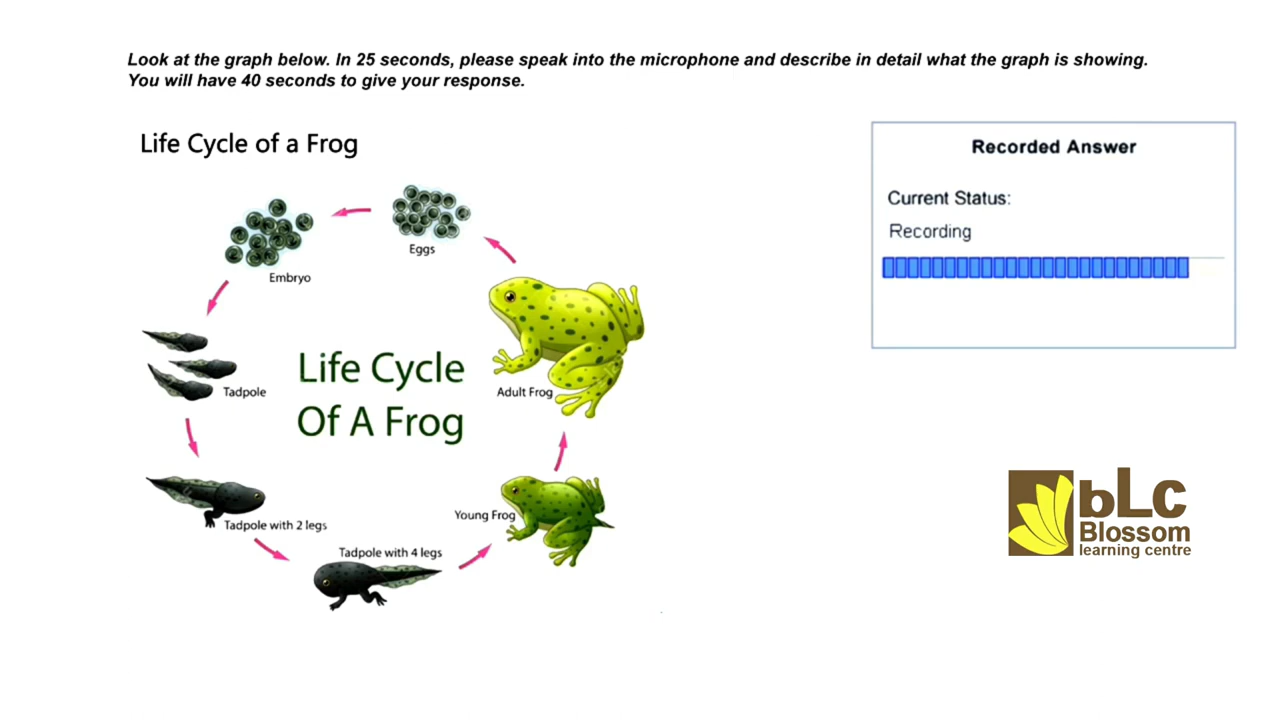 Look at the graph below. In 25 seconds, please speak into the microphone and describe in detail what the graph is showing.
You will have 40 seconds to give your response.
Life Cycle of a Frog
Recorded Answer
Current Status:
Recording
Eggs
Embryo
Tadpole
Life Cycle
Of A Frog
Adult Frog
Tadpole with 2 legs
Young Frog
Tadpole with 4 legs
bLc
Blossom
learning centre